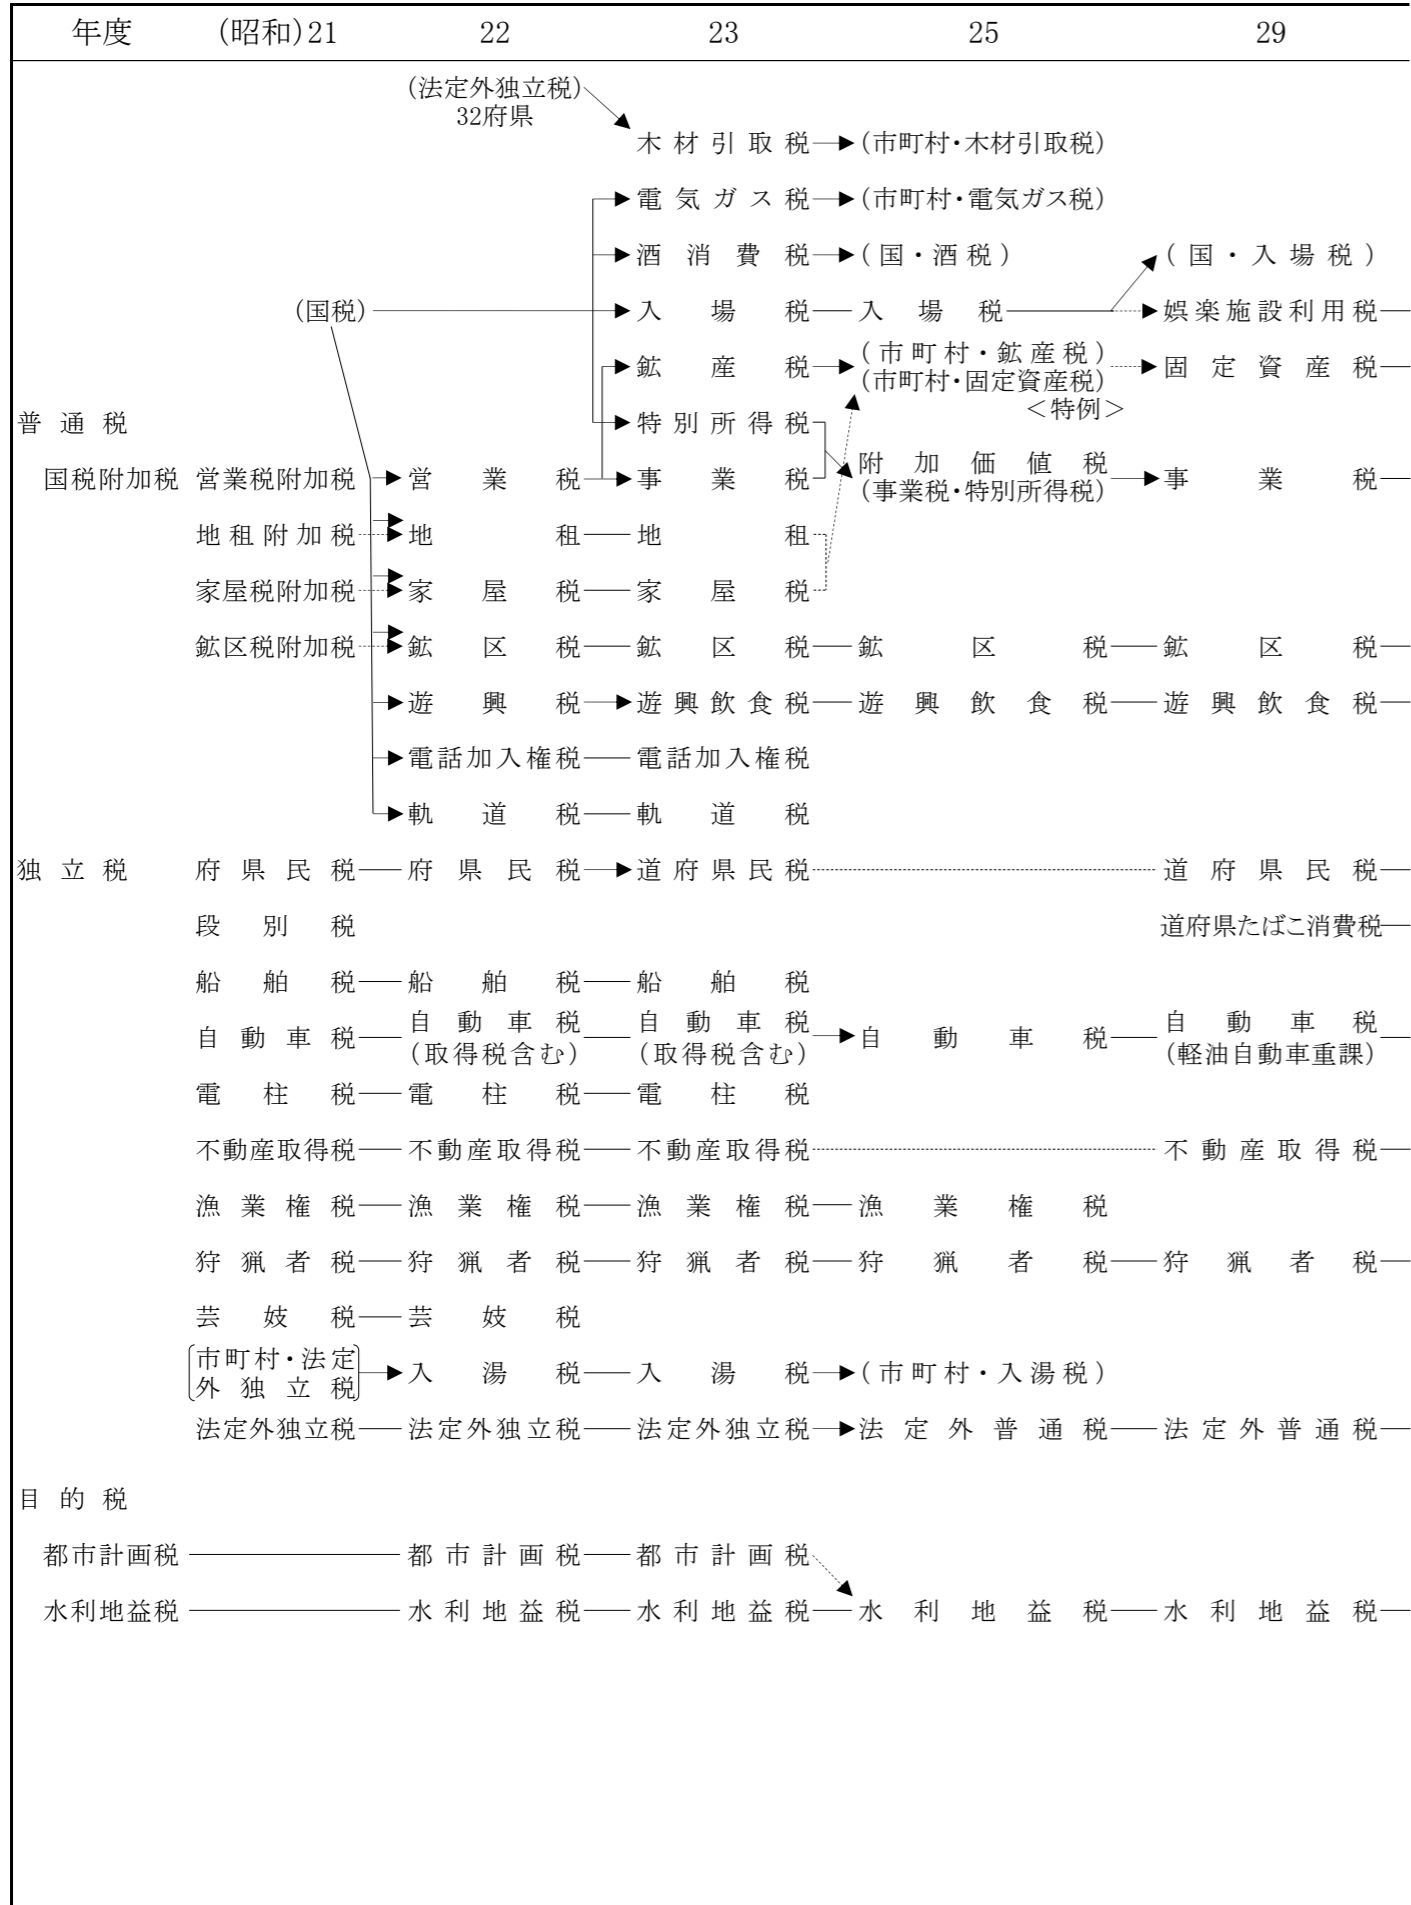 年度 (昭和)21 22 23 25 29
(法定外独立税)
32府県
木材引取税 (市町村・木材引取税)
電気ガス税 (市町村・電気ガス税)
酒消費税 (国・酒税) (国・入場税)
(国税) 入場税 入場税 娯楽施設利用税
鉱産税 (市町村・鉱産税) 固定資産税
(市町村・固定資産税)
<特例>
普通税 特別所得税
国税附加税 営業税附加税 営業税 事業税 附加価値税 事業税
(事業税・特別所得税)
地租附加税 地租 地租
家屋税附加税 家屋税 家屋税
鉱区税附加税 鉱区税 鉱区税 鉱区税 鉱区税
遊興税 遊興飲食税 遊興飲食税 遊興飲食税
電話加入権税 電話加入権税
軌道税 軌道税
独立税 府県民税 府県民税 道府県民税 道府県民税
段別税 道府県たばこ消費税
船舶税 船舶税 船舶税
自動車税 自動車税 自動車税 自動車税 自動車税
(取得税含む) (取得税含む) (軽油自動車重課)
電柱税 電柱税 電柱税
不動産取得税 不動産取得税 不動産取得税 不動産取得税
漁業権税 漁業権税 漁業権税 漁業権税
狩猟者税 狩猟者税 狩猟者税 狩猟者税 狩猟者税
芸妓税 芸妓税
市町村・法定 入湯税 入湯税 (市町村・入湯税)
外独立税
法定外独立税 法定外独立税 法定外独立税 法定外普通税 法定外普通税
目的税
都市計画税 都市計画税 都市計画税
水利地益税 水利地益税 水利地益税 水利地益税 水利地益税